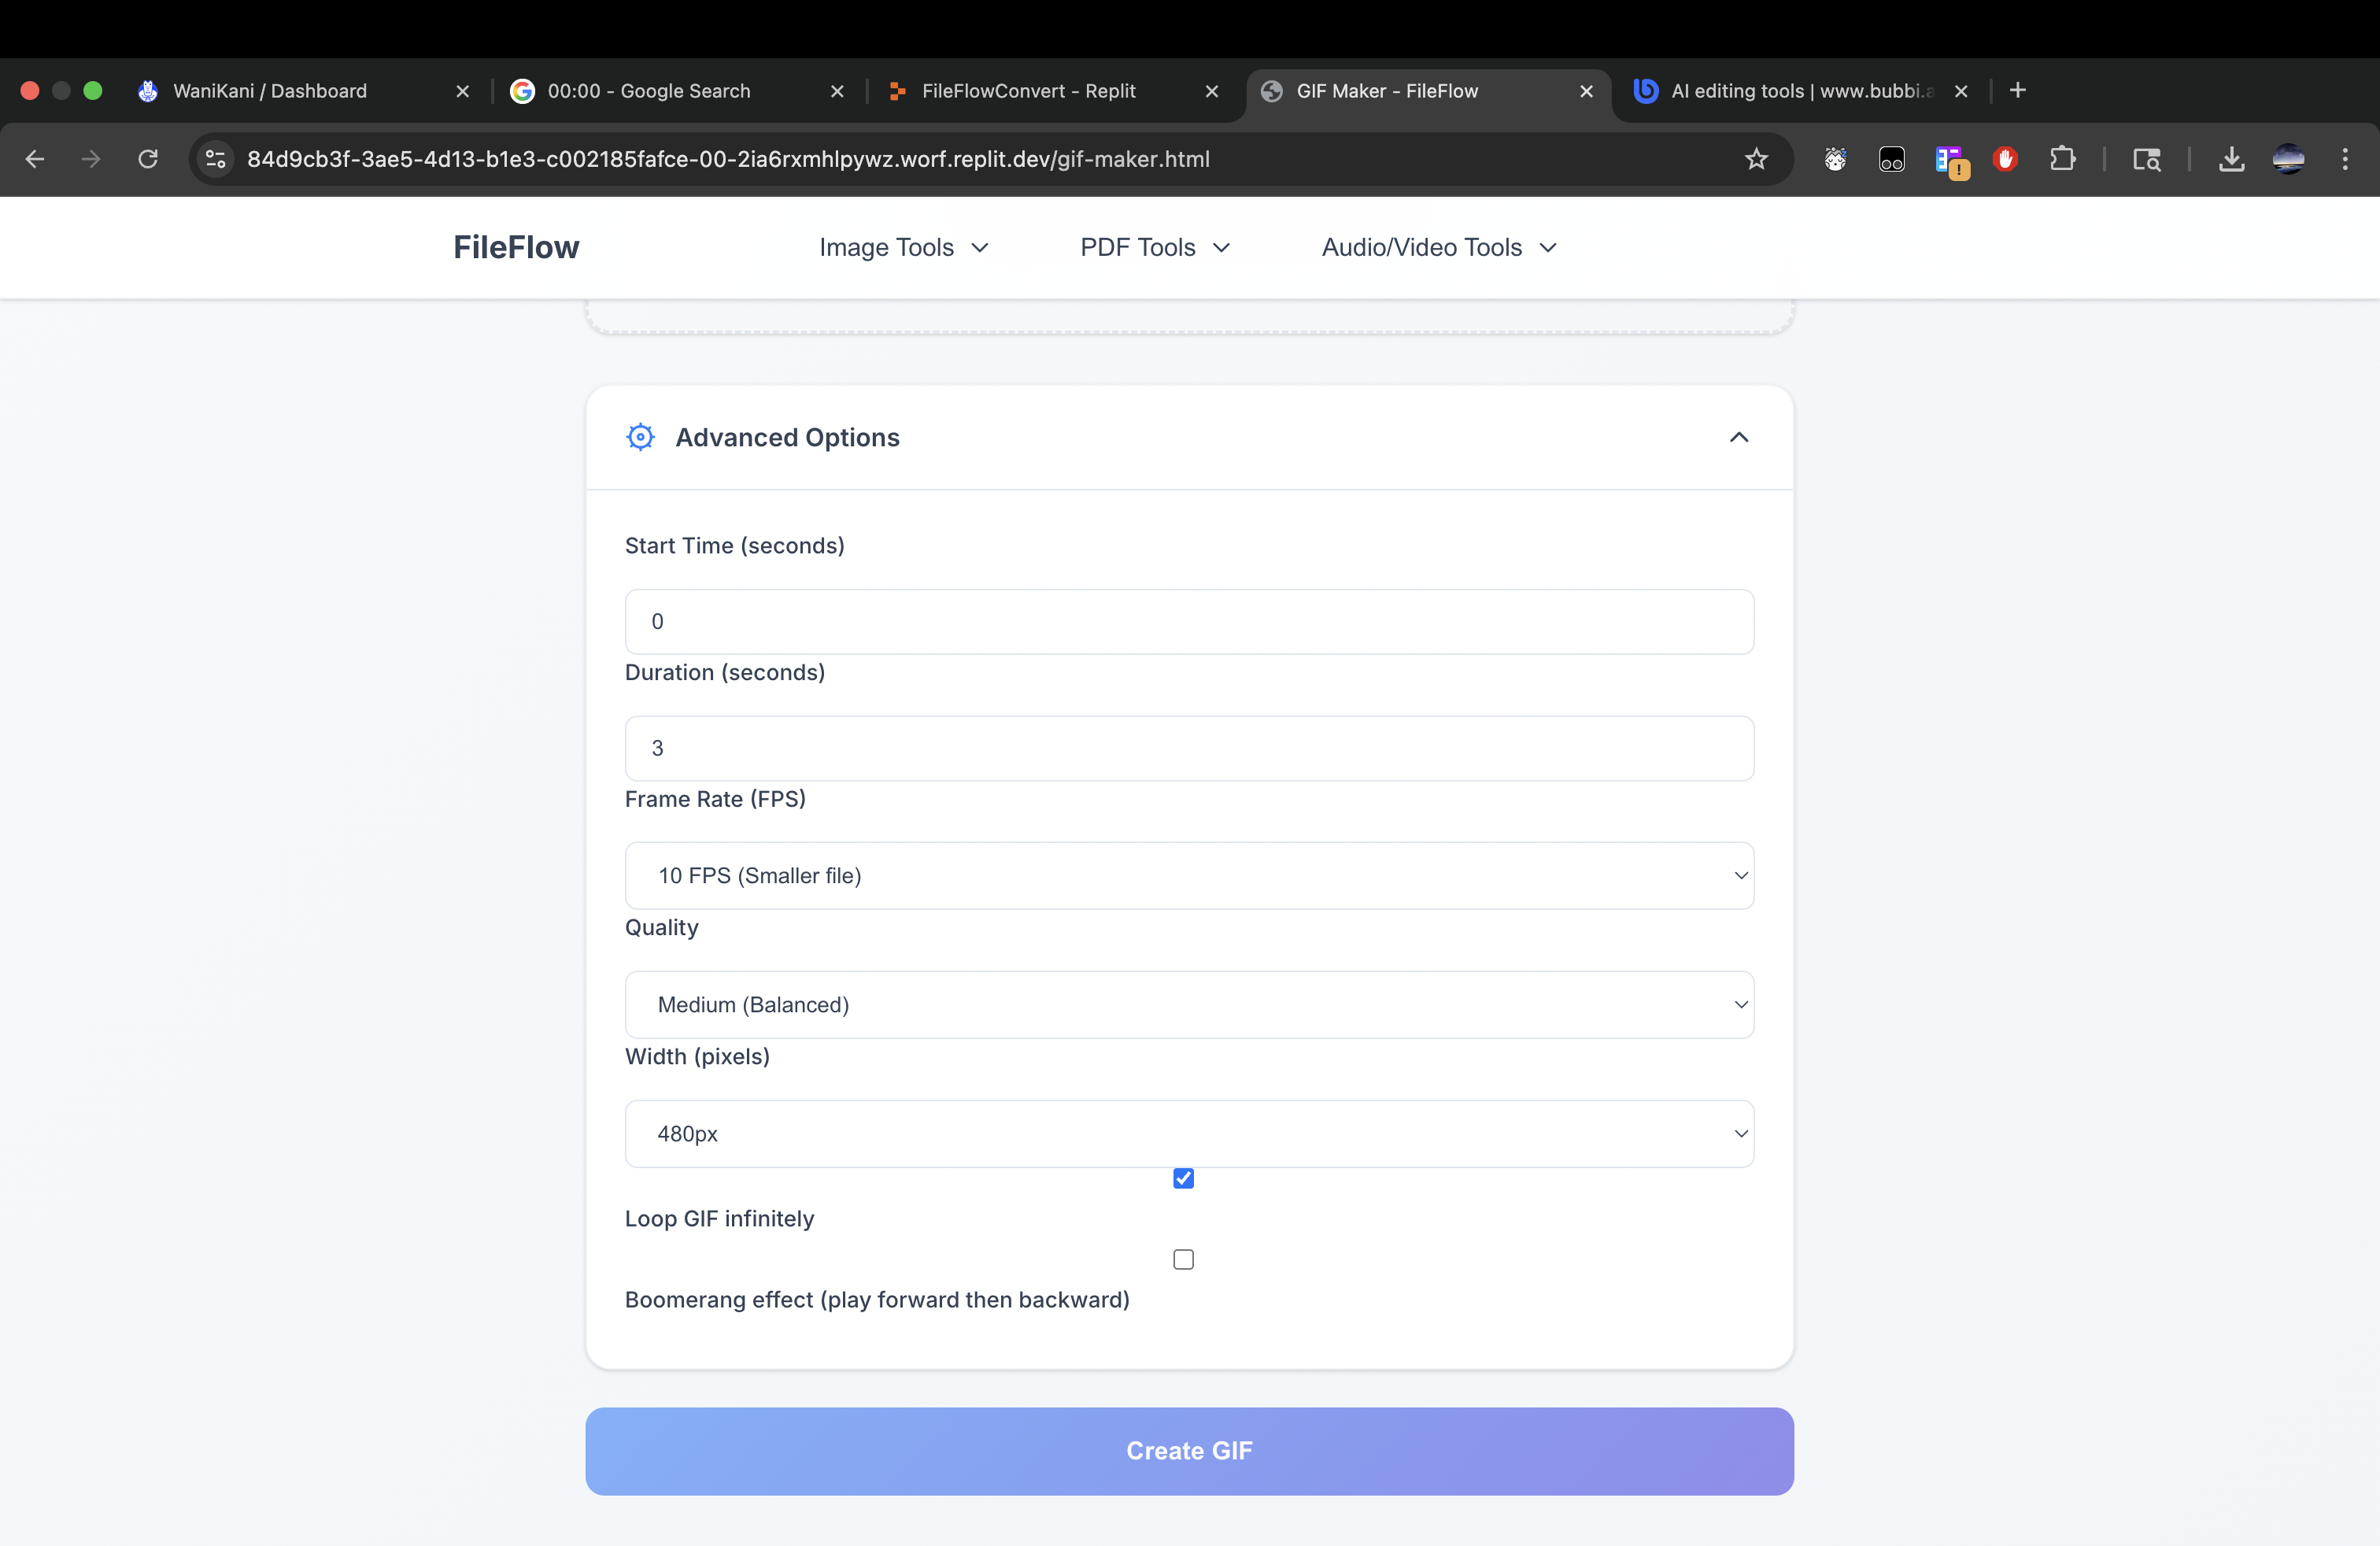 WaniKani / Dashboard
00:00 - Google Search
FileFlowConvert - Replit
GIF Maker - FileFlow
AI editing tools | www.bubbi.a
84d9cb3f-3ae5-4d13-b1e3-c002185fafce-00-2ia6rxmhlpywz.worf.replit.dev/gif-maker.html
FileFlow
Image Tools
PDF Tools
Audio/Video Tools
Advanced Options
Start Time (seconds)
0
Duration (seconds)
3
Frame Rate (FPS)
10 FPS (Smaller file)
Quality
Medium (Balanced)
Width (pixels)
480px
Loop GIF infinitely
Boomerang effect (play forward then backward)
Create GIF